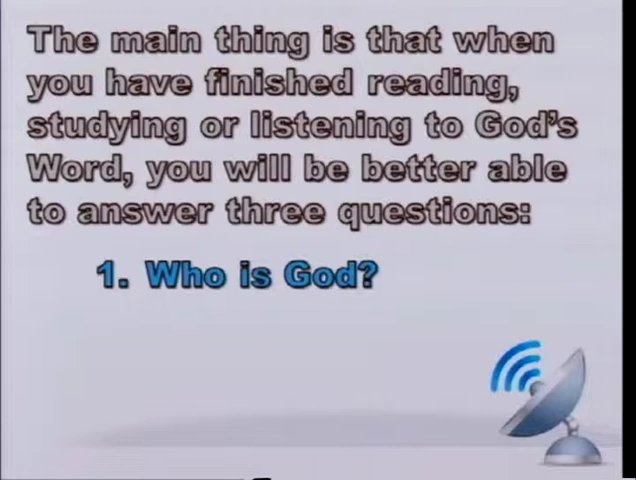 The main thing is that when
you have finished reading,
studying or listening to God's
Word, you will be better able
to answer three questions:
1. Who is God?